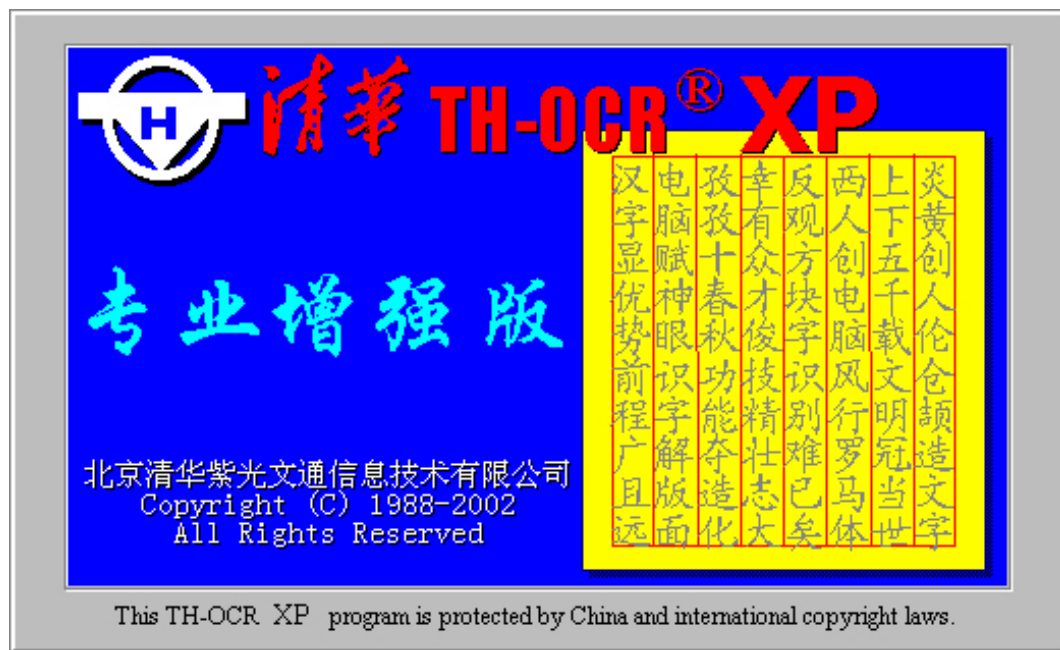 H
清華 TH-OCR® XP
专业增强版
炎黄创人伦仓颉造文字
上下五千载文明冠当世
西人创电脑风行罗马体
反观方块字识别难已矣
幸有众才俊技精壮志大
孜孜十春秋功能夺造化
电脑赋神眼识字解版面
汉字显优势前程广且远
北京清华紫光文通信息技术有限公司
Copyright (C) 1988-2002
All Rights Reserved
This TH-OCR XP program is protected by China and international copyright laws.